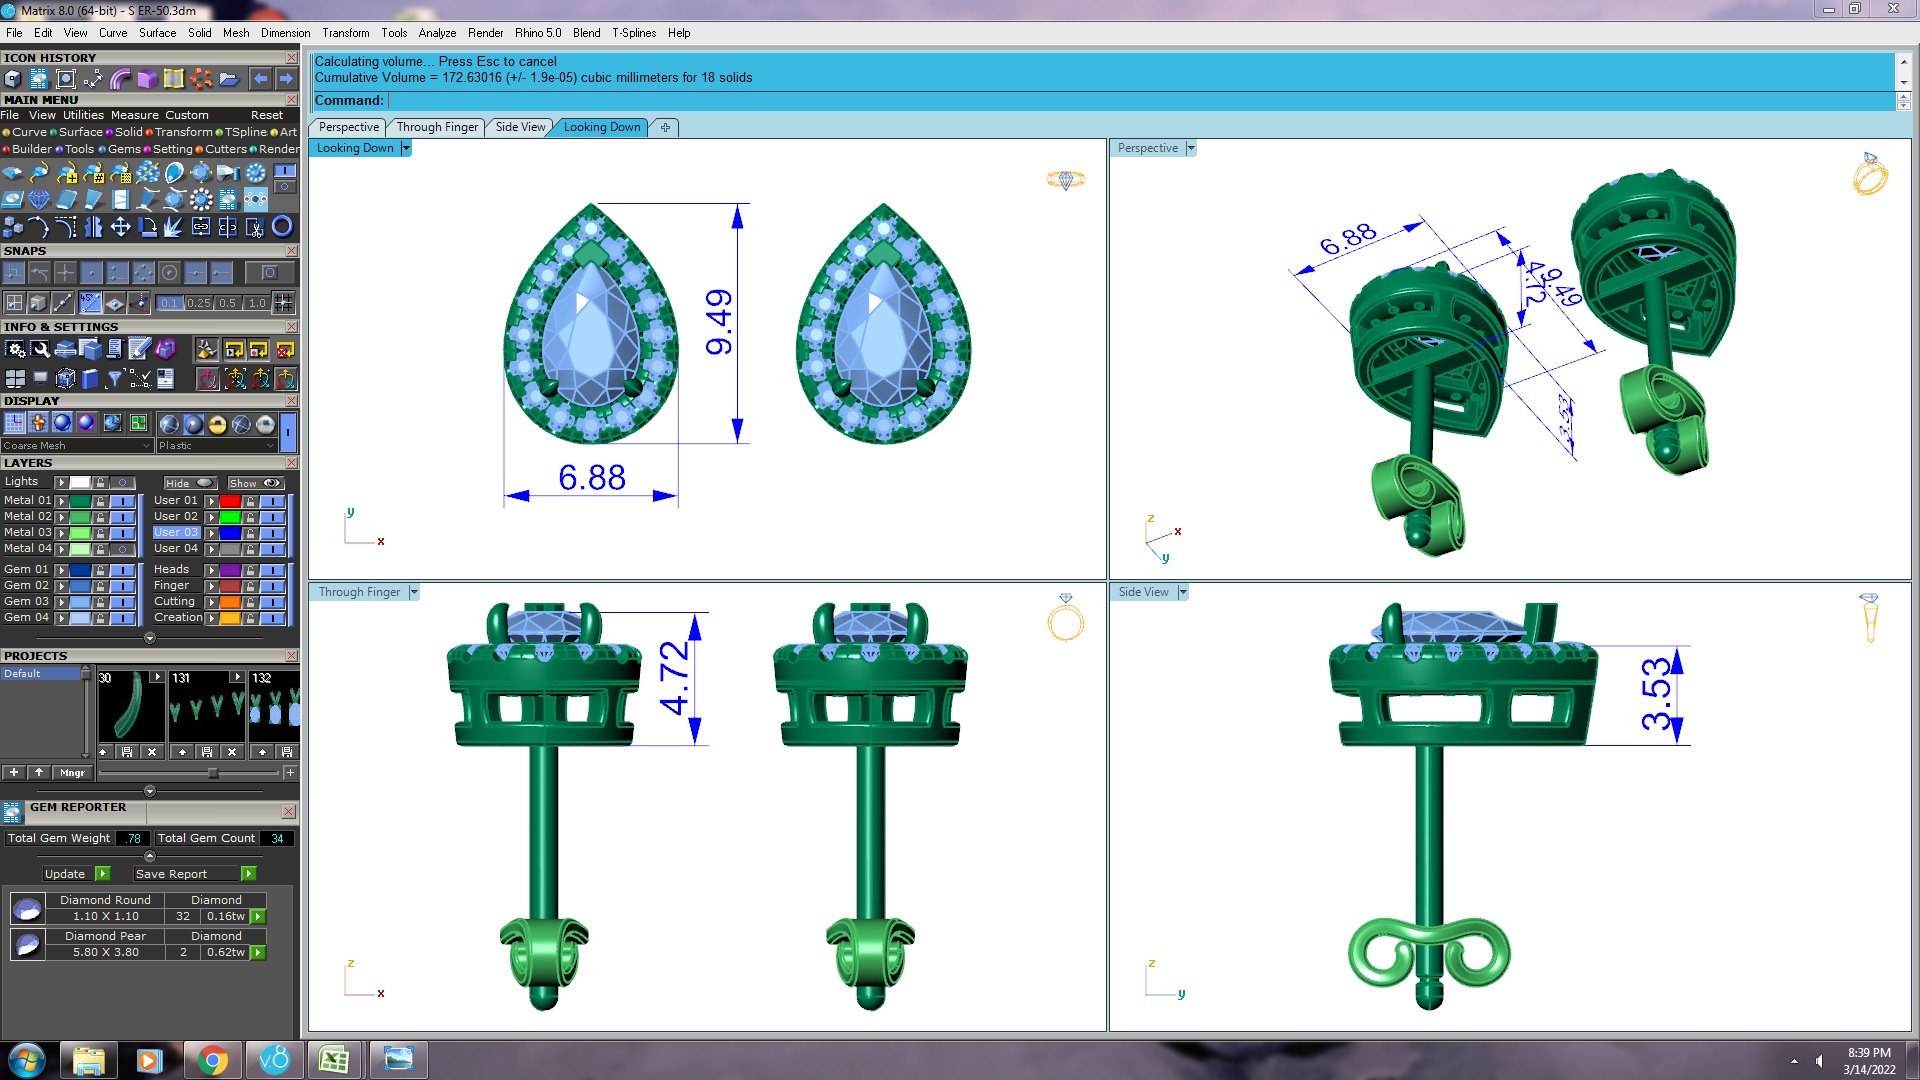 Matrix 8.0 (64-bit) - S ER-50.3dm
File Edit View Curve Surface Solid Mesh Dimension Transform Tools Analyze Render Rhino 5.0 Blend T-Splines Help
ICON HISTORY
MAIN MENU
File View Utilities Measure Custom Reset
Curve Surface Solid Transform TSpline Art
Builder Tools Gems Setting Cutters Render
SNAPS
45°
0.1 0.25 0.5 1.0
INFO & SETTINGS
DISPLAY
Coarse Mesh Plastic
LAYERS
Lights Hide Show
Metal 01 User 01
Metal 02 User 02
Metal 03 User 03
Metal 04 User 04
Gem 01 Heads
Gem 02 Finger
Gem 03 Cutting
Gem 04 Creation
PROJECTS
Default
30 131 132
Mngr
GEM REPORTER
Total Gem Weight .78 Total Gem Count 34
Update Save Report
Diamond Round Diamond
1.10 X 1.10 32 0.16tw
Diamond Pear Diamond
5.80 X 3.80 2 0.62tw
Calculating volume... Press Esc to cancel
Cumulative Volume = 172.63016 (+/- 1.9e-05) cubic millimeters for 18 solids
Command:
Perspective Through Finger Side View Looking Down
Looking Down
9.49
6.88
y
x
Perspective
6.88
4.72
9.49
3.53
z
x
y
Through Finger
4.72
z
x
Side View
3.53
z
y
v8
8:39 PM
3/14/2022